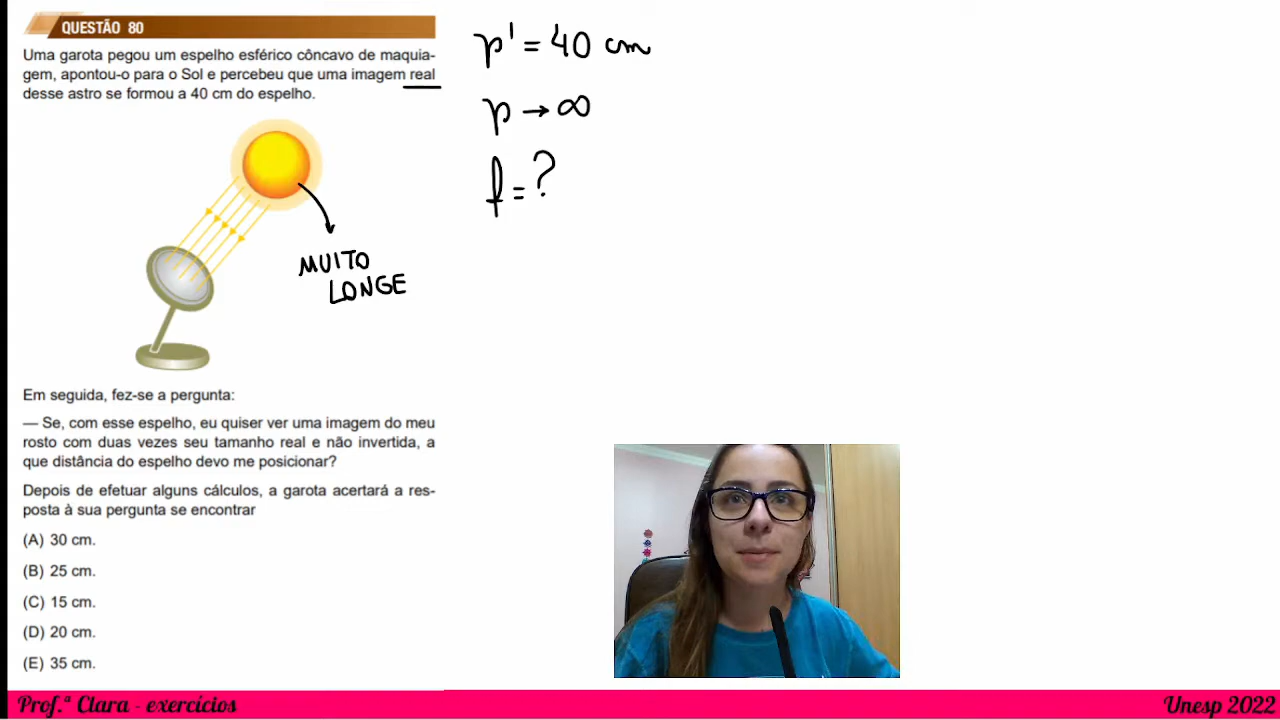 QUESTÃO 80
Uma garota pegou um espelho esférico côncavo de maquia-
gem, apontou-o para o Sol e percebeu que uma imagem real
desse astro se formou a 40 cm do espelho.
MUITO
LONGE
Em seguida, fez-se a pergunta:
— Se, com esse espelho, eu quiser ver uma imagem do meu
rosto com duas vezes seu tamanho real e não invertida, a
que distância do espelho devo me posicionar?
Depois de efetuar alguns cálculos, a garota acertará a res-
posta à sua pergunta se encontrar
(A) 30 cm.
(B) 25 cm.
(C) 15 cm.
(D) 20 cm.
(E) 35 cm.
p' = 40 cm
p → ∞
f = ?
Prof.ª Clara - exercícios
Unesp 2022